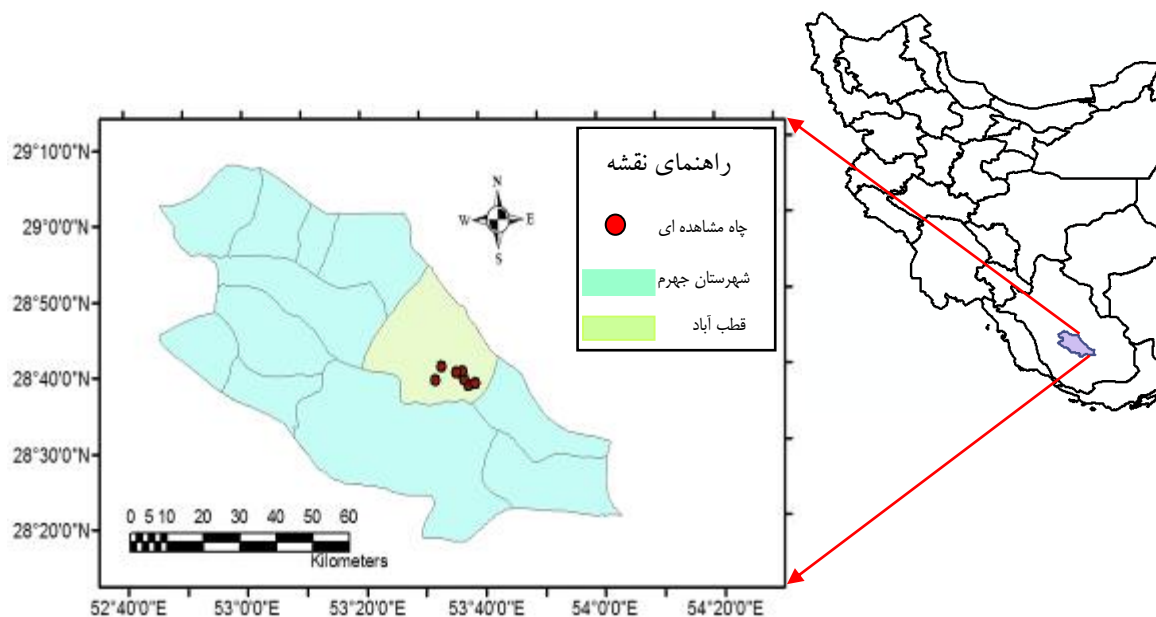 راهنمای نقشه
چاه مشاهده ای
شهرستان جهرم
قطب آباد
N
W E
S
29°10'0"N
29°0'0"N
28°50'0"N
28°40'0"N
28°30'0"N
28°20'0"N
0 5 10 20 30 40 50 60
Kilometers
52°40'0"E 53°0'0"E 53°20'0"E 53°40'0"E 54°0'0"E 54°20'0"E